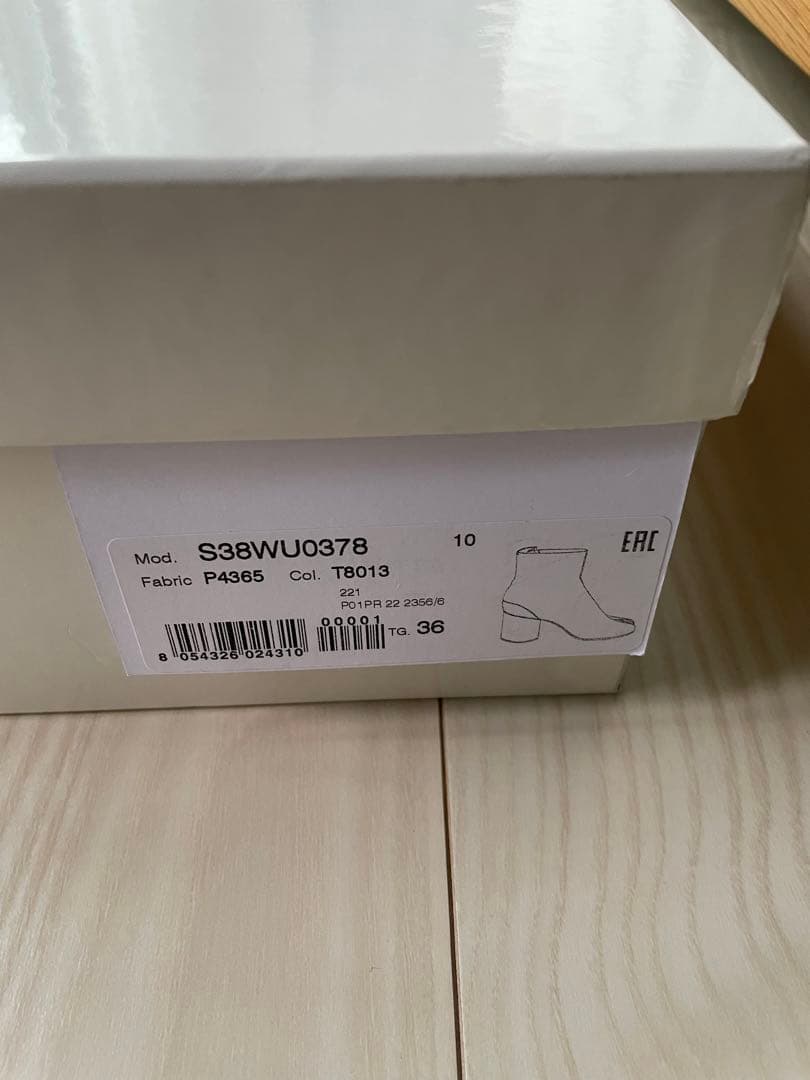 Mod. S38WU0378 10 EAC
Fabric P4365 Col. T8013
221
P01PR 22 2356/6
00001
8 054326 024310 TG. 36